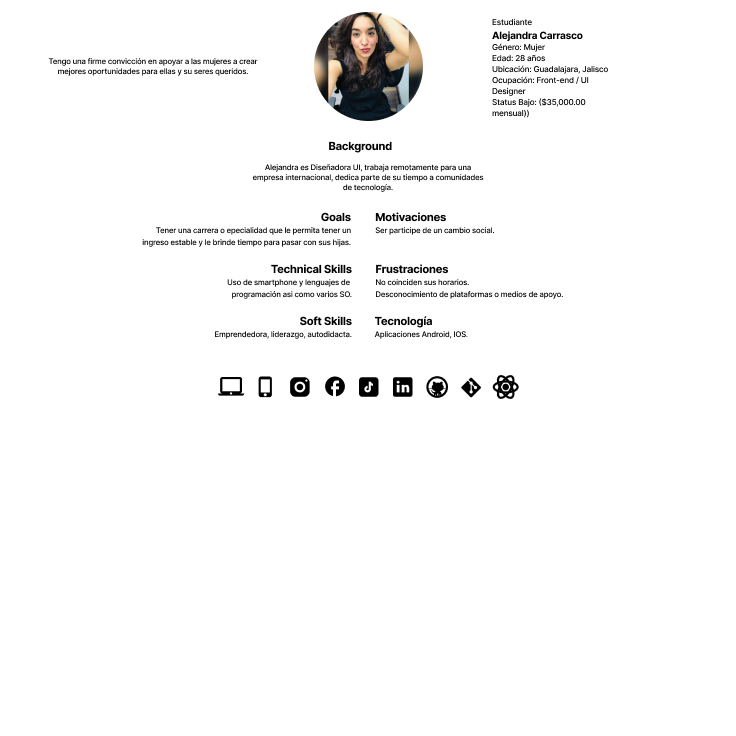 Tengo una firme convicción en apoyar a las mujeres a crear
mejores oportunidades para ellas y su seres queridos.
Estudiante
Alejandra Carrasco
Género: Mujer
Edad: 28 años
Ubicación: Guadalajara, Jalisco
Ocupación: Front-end / UI
Designer
Status Bajo: ($35,000.00
mensual))
Background
Alejandra es Diseñadora UI, trabaja remotamente para una
empresa internacional, dedica parte de su tiempo a comunidades
de tecnología.
Goals
Tener una carrera o epecialidad que le permita tener un
ingreso estable y le brinde tiempo para pasar con sus hijas.
Motivaciones
Ser participe de un cambio social.
Technical Skills
Uso de smartphone y lenguajes de
programación asi como varios SO.
Frustraciones
No coinciden sus horarios.
Desconocimiento de plataformas o medios de apoyo.
Soft Skills
Emprendedora, liderazgo, autodidacta.
Tecnología
Aplicaciones Android, IOS.